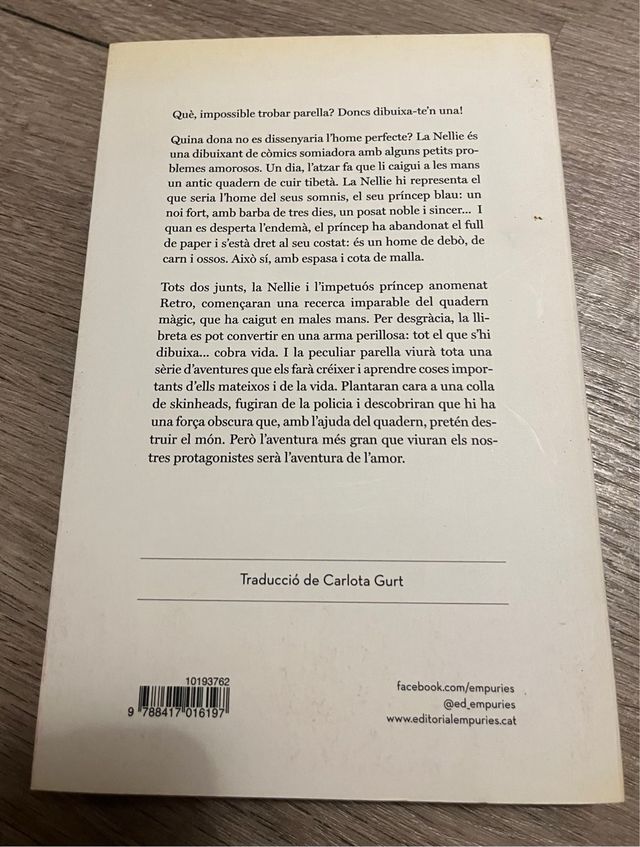 Què, impossible trobar parella? Doncs dibuixa-te'n una!
Quina dona no es dissenyaria l'home perfecte? La Nellie és
una dibuixant de còmics somiadora amb alguns petits pro-
blemes amorosos. Un dia, l'atzar fa que li caigui a les mans
un antic quadern de cuir tibetà. La Nellie hi representa el
que seria l'home del seus somnis, el seu príncep blau: un
noi fort, amb barba de tres dies, un posat noble i sincer... I
quan es desperta l'endemà, el príncep ha abandonat el full
de paper i s'està dret al seu costat: és un home de debò, de
carn i ossos. Això sí, amb espasa i cota de malla.
Tots dos junts, la Nellie i l'impetuós príncep anomenat
Retro, començaran una recerca imparable del quadern
màgic, que ha caigut en males mans. Per desgràcia, la lli-
breta es pot convertir en una arma perillosa: tot el que s'hi
dibuixa... cobra vida. I la peculiar parella viurà tota una
sèrie d'aventures que els farà créixer i aprendre coses impor-
tants d'ells mateixos i de la vida. Plantaran cara a una colla
de skinheads, fugiran de la policia i descobriran que hi ha
una força obscura que, amb l'ajuda del quadern, pretén des-
truir el món. Però l'aventura més gran que viuran els nos-
tres protagonistes serà l'aventura de l'amor.
Traducció de Carlota Gurt
10193762
9 788417 016197
facebook.com/empuries
@ed_empuries
www.editorialempuries.cat